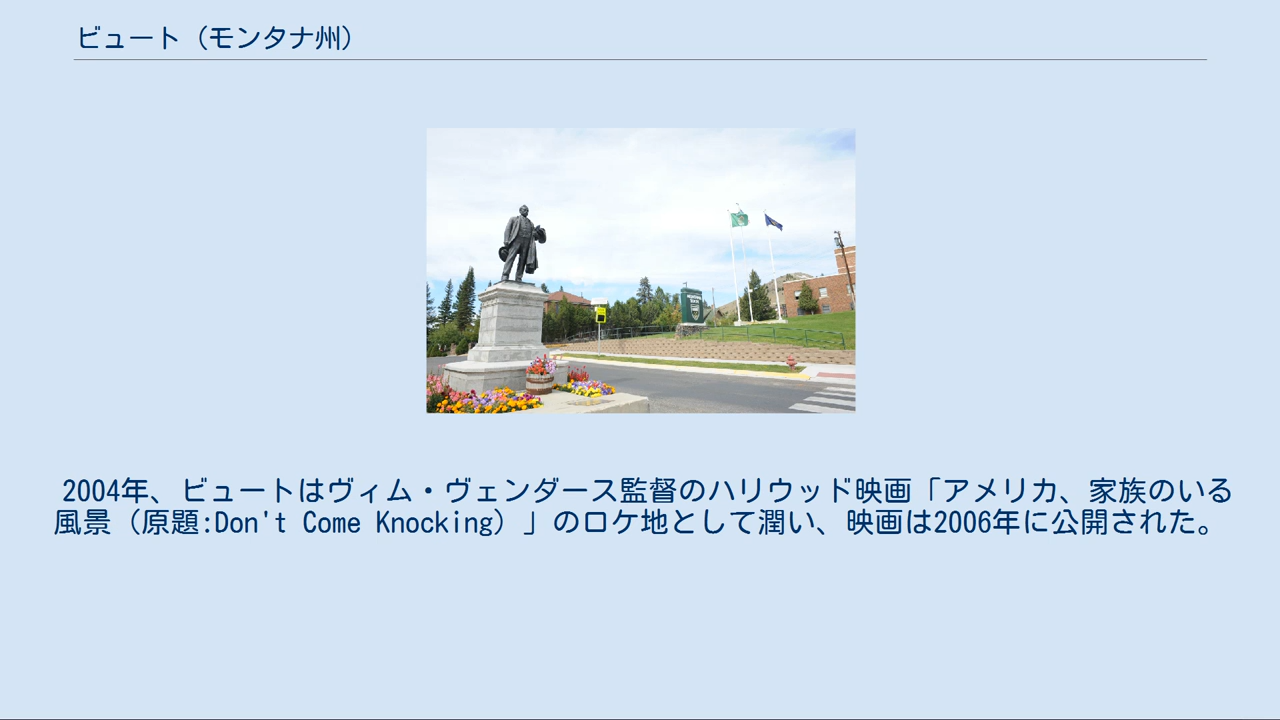 ビュート（モンタナ州）
2004年、ビュートはヴィム・ヴェンダース監督のハリウッド映画「アメリカ、家族のいる
風景（原題:Don't Come Knocking）」のロケ地として潤い、映画は2006年に公開された。